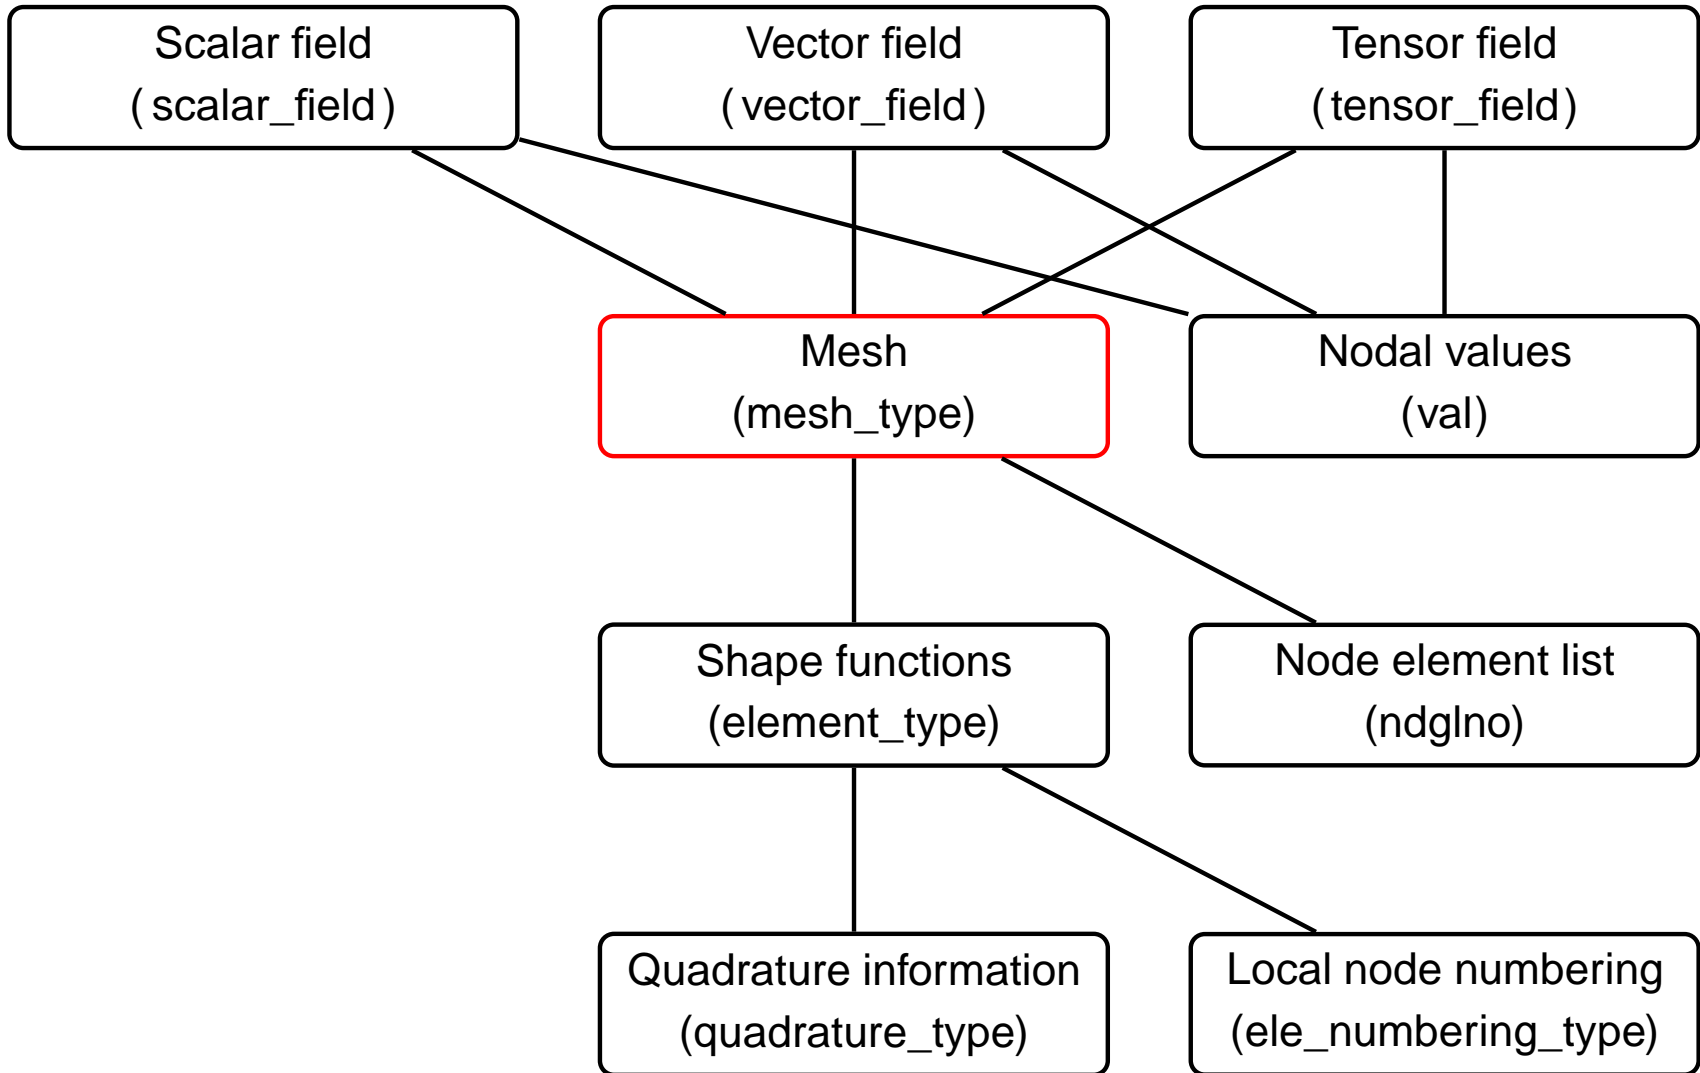 Scalar field
(scalar_field)
Vector field
(vector_field)
Tensor field
(tensor_field)
Mesh
(mesh_type)
Nodal values
(val)
Shape functions
(element_type)
Node element list
(ndglno)
Quadrature information
(quadrature_type)
Local node numbering
(ele_numbering_type)